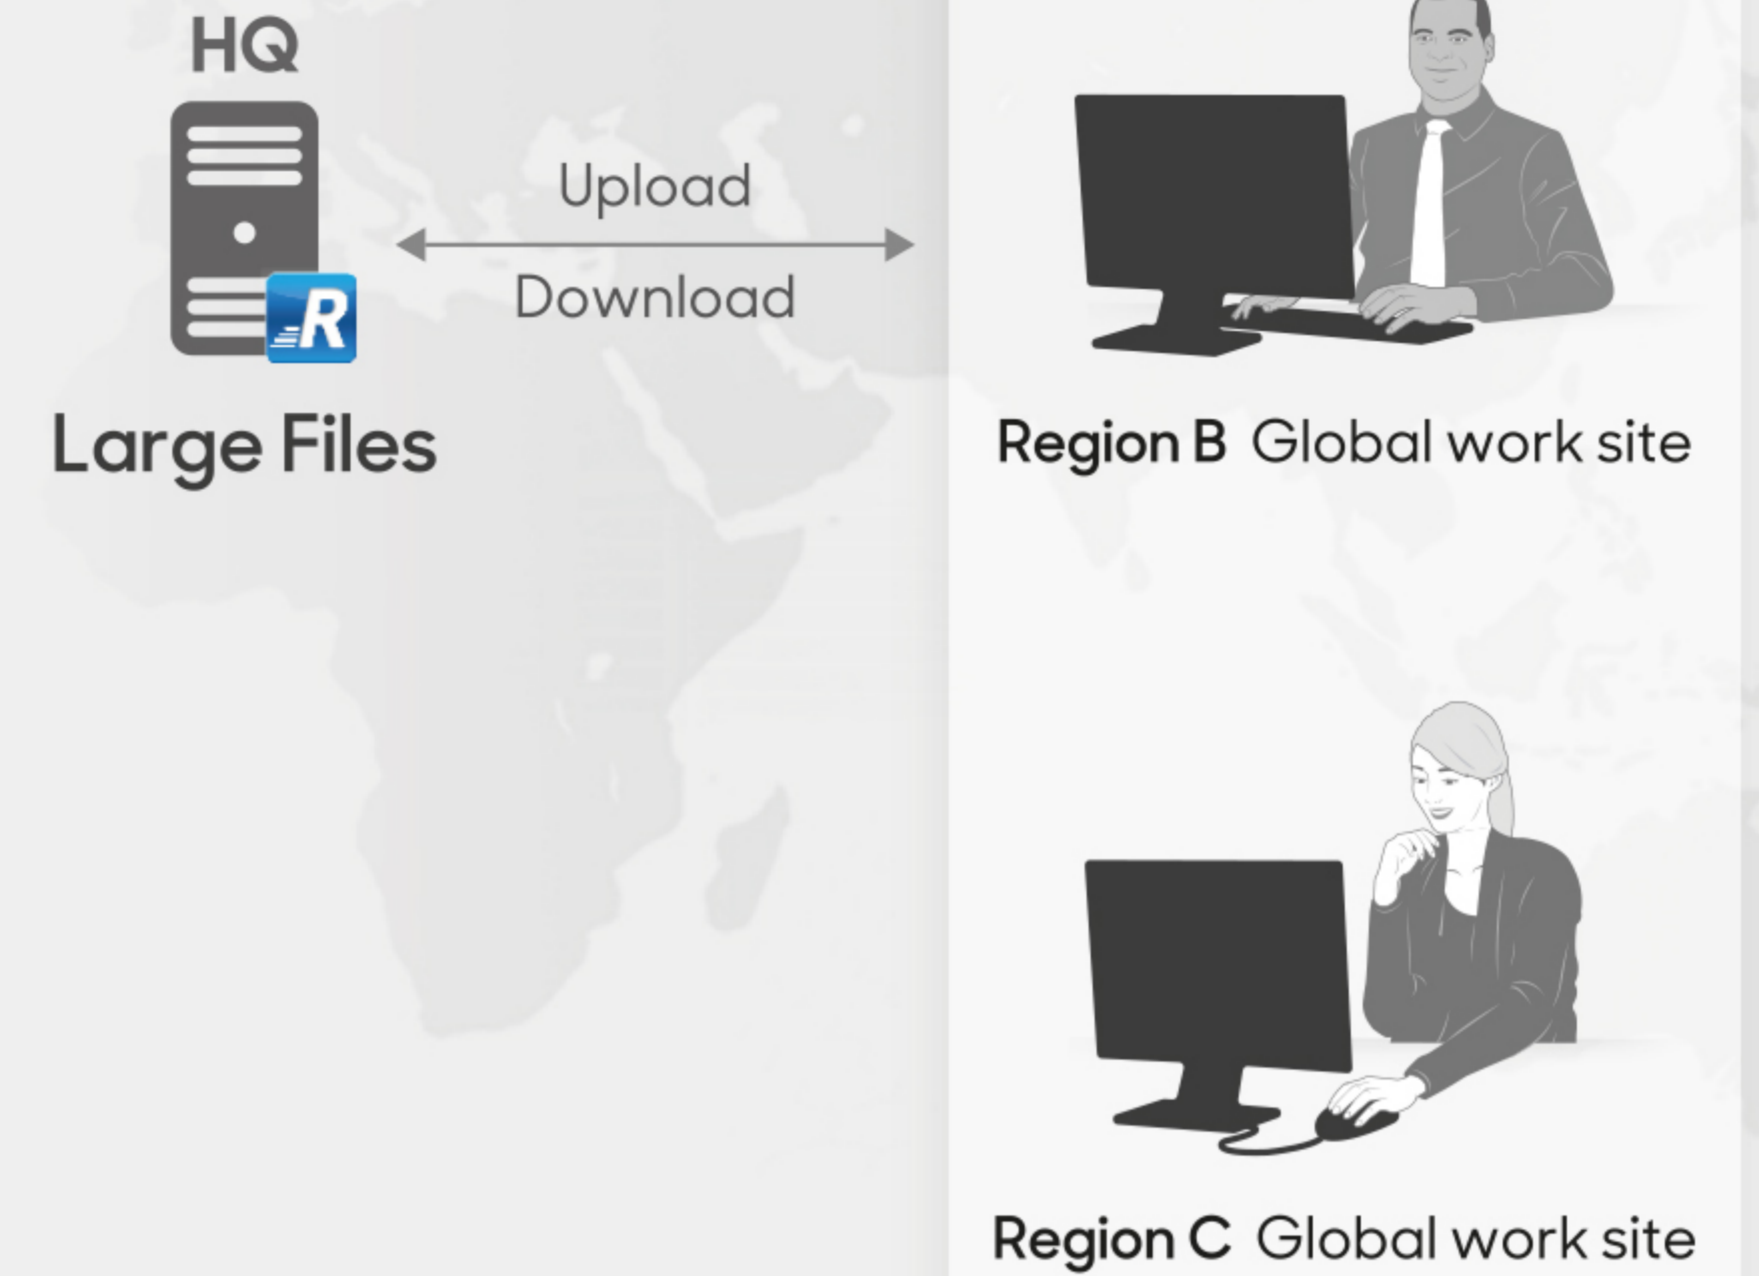 HQ
Upload
Download
R
Large Files
Region B Global work site
Region C Global work site